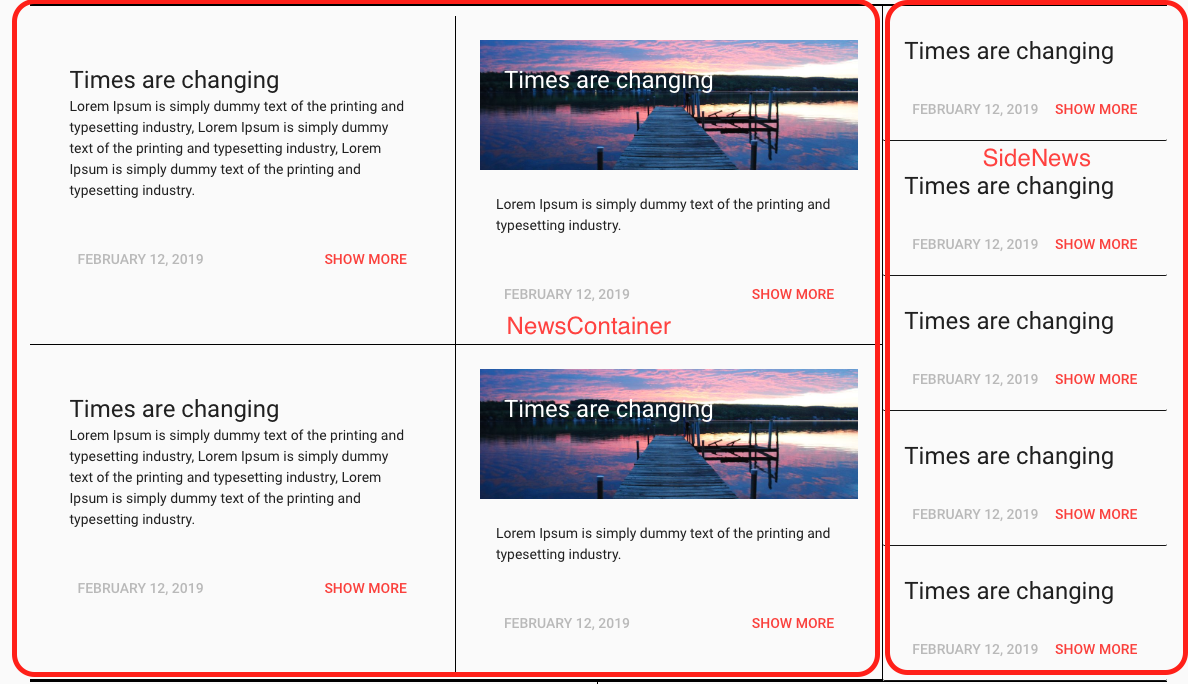 Times are changing
Lorem Ipsum is simply dummy text of the printing and
typesetting industry, Lorem Ipsum is simply dummy
text of the printing and typesetting industry, Lorem
Ipsum is simply dummy text of the printing and
typesetting industry.
FEBRUARY 12, 2019 SHOW MORE
Times are changing
Lorem Ipsum is simply dummy text of the printing and
typesetting industry.
FEBRUARY 12, 2019 SHOW MORE
NewsContainer
Times are changing
Lorem Ipsum is simply dummy text of the printing and
typesetting industry, Lorem Ipsum is simply dummy
text of the printing and typesetting industry, Lorem
Ipsum is simply dummy text of the printing and
typesetting industry.
FEBRUARY 12, 2019 SHOW MORE
Times are changing
Lorem Ipsum is simply dummy text of the printing and
typesetting industry.
FEBRUARY 12, 2019 SHOW MORE
Times are changing
FEBRUARY 12, 2019 SHOW MORE
SideNews
Times are changing
FEBRUARY 12, 2019 SHOW MORE
Times are changing
FEBRUARY 12, 2019 SHOW MORE
Times are changing
FEBRUARY 12, 2019 SHOW MORE
Times are changing
FEBRUARY 12, 2019 SHOW MORE